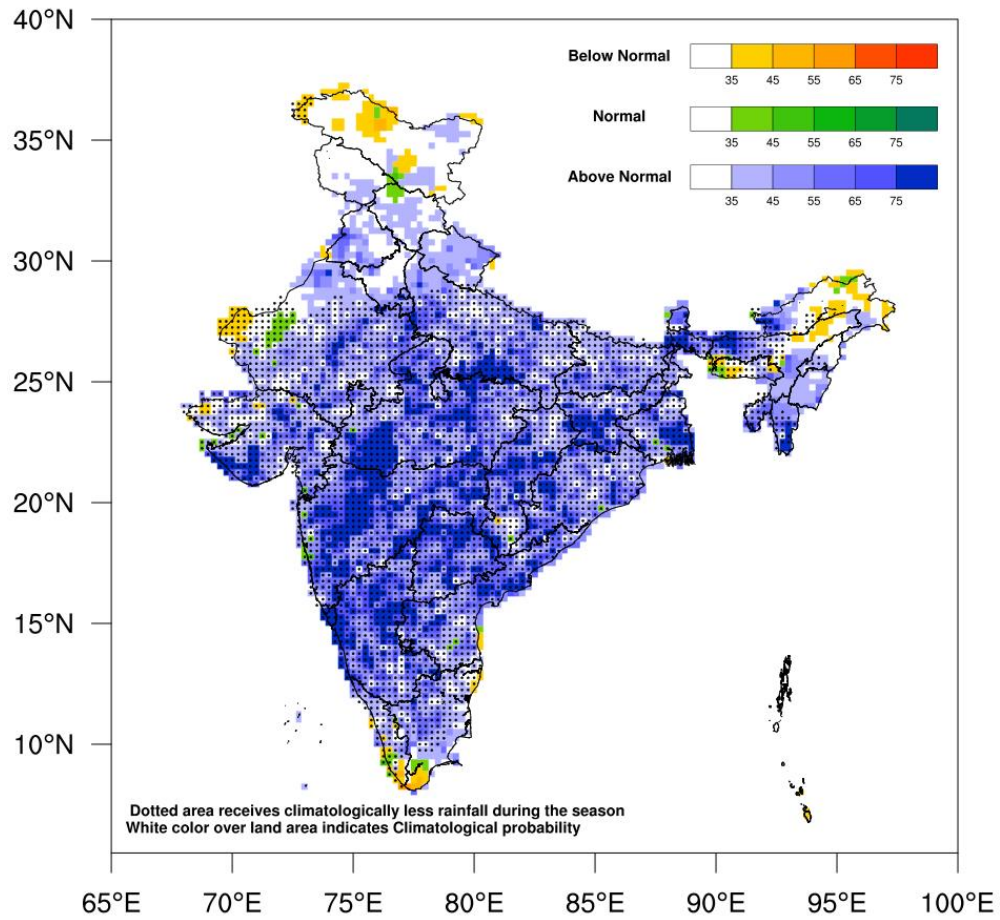 40°N
35°N
30°N
25°N
20°N
15°N
10°N
Below Normal
35 45 55 65 75
Normal
35 45 55 65 75
Above Normal
35 45 55 65 75
Dotted area receives climatologically less rainfall during the season
White color over land area indicates Climatological probability
65°E 70°E 75°E 80°E 85°E 90°E 95°E 100°E